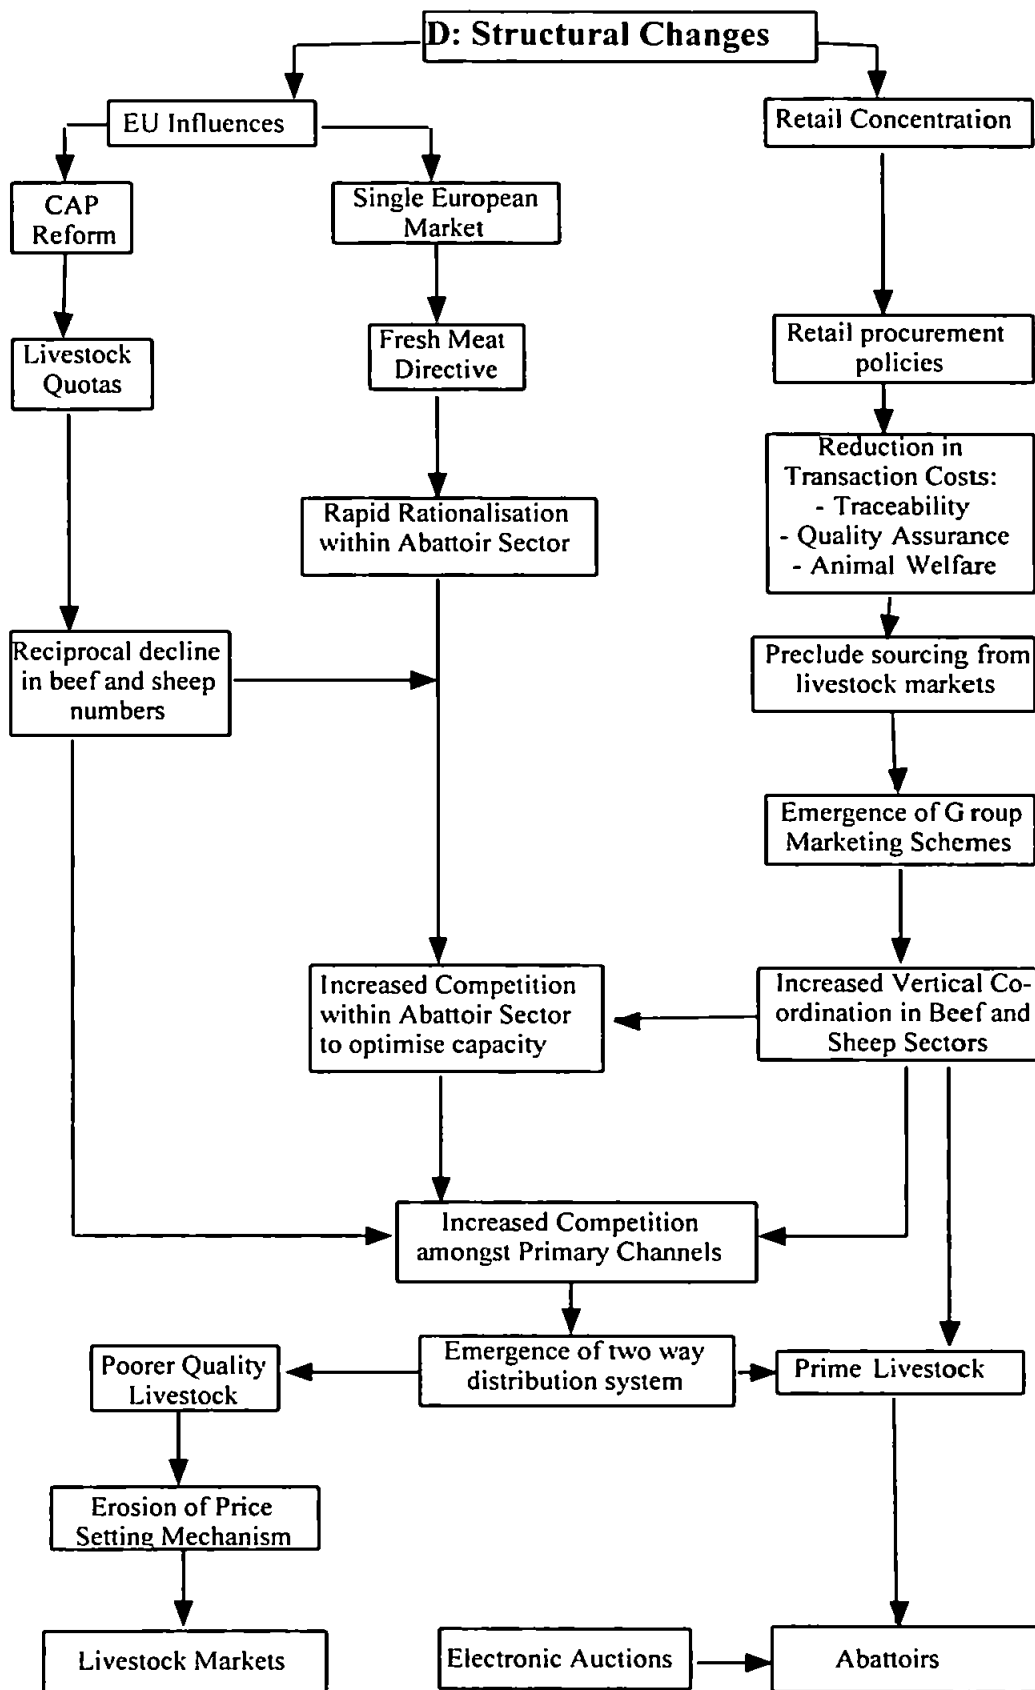 D: Structural Changes
EU Influences
Retail Concentration
CAP
Reform
Single European
Market
Livestock
Quotas
Fresh Meat
Directive
Retail procurement
policies
Reduction in
Transaction Costs:
- Traceability
- Quality Assurance
- Animal Welfare
Rapid Rationalisation
within Abattoir Sector
Reciprocal decline
in beef and sheep
numbers
Preclude sourcing from
livestock markets
Emergence of Group
Marketing Schemes
Increased Competition
within Abattoir Sector
to optimise capacity
Increased Vertical Co-
ordination in Beef and
Sheep Sectors
Increased Competition
amongst Primary Channels
Poorer Quality
Livestock
Emergence of two way
distribution system
Prime Livestock
Erosion of Price
Setting Mechanism
Livestock Markets
Electronic Auctions
Abattoirs